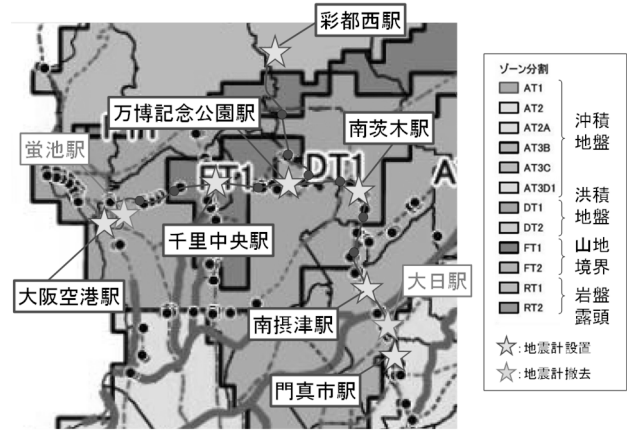 彩都西駅
万博記念公園駅
南茨木駅
蛍池駅
FT1
DT1
千里中央駅
大阪空港駅
大日駅
南摂津駅
門真市駅
ゾーン分割
AT1
AT2
AT2A
AT3B
AT3C
AT3D1
DT1
DT2
FT1
FT2
RT1
RT2
沖積
地盤
洪積
地盤
山地
境界
岩盤
露頭
:地震計設置
:地震計撤去